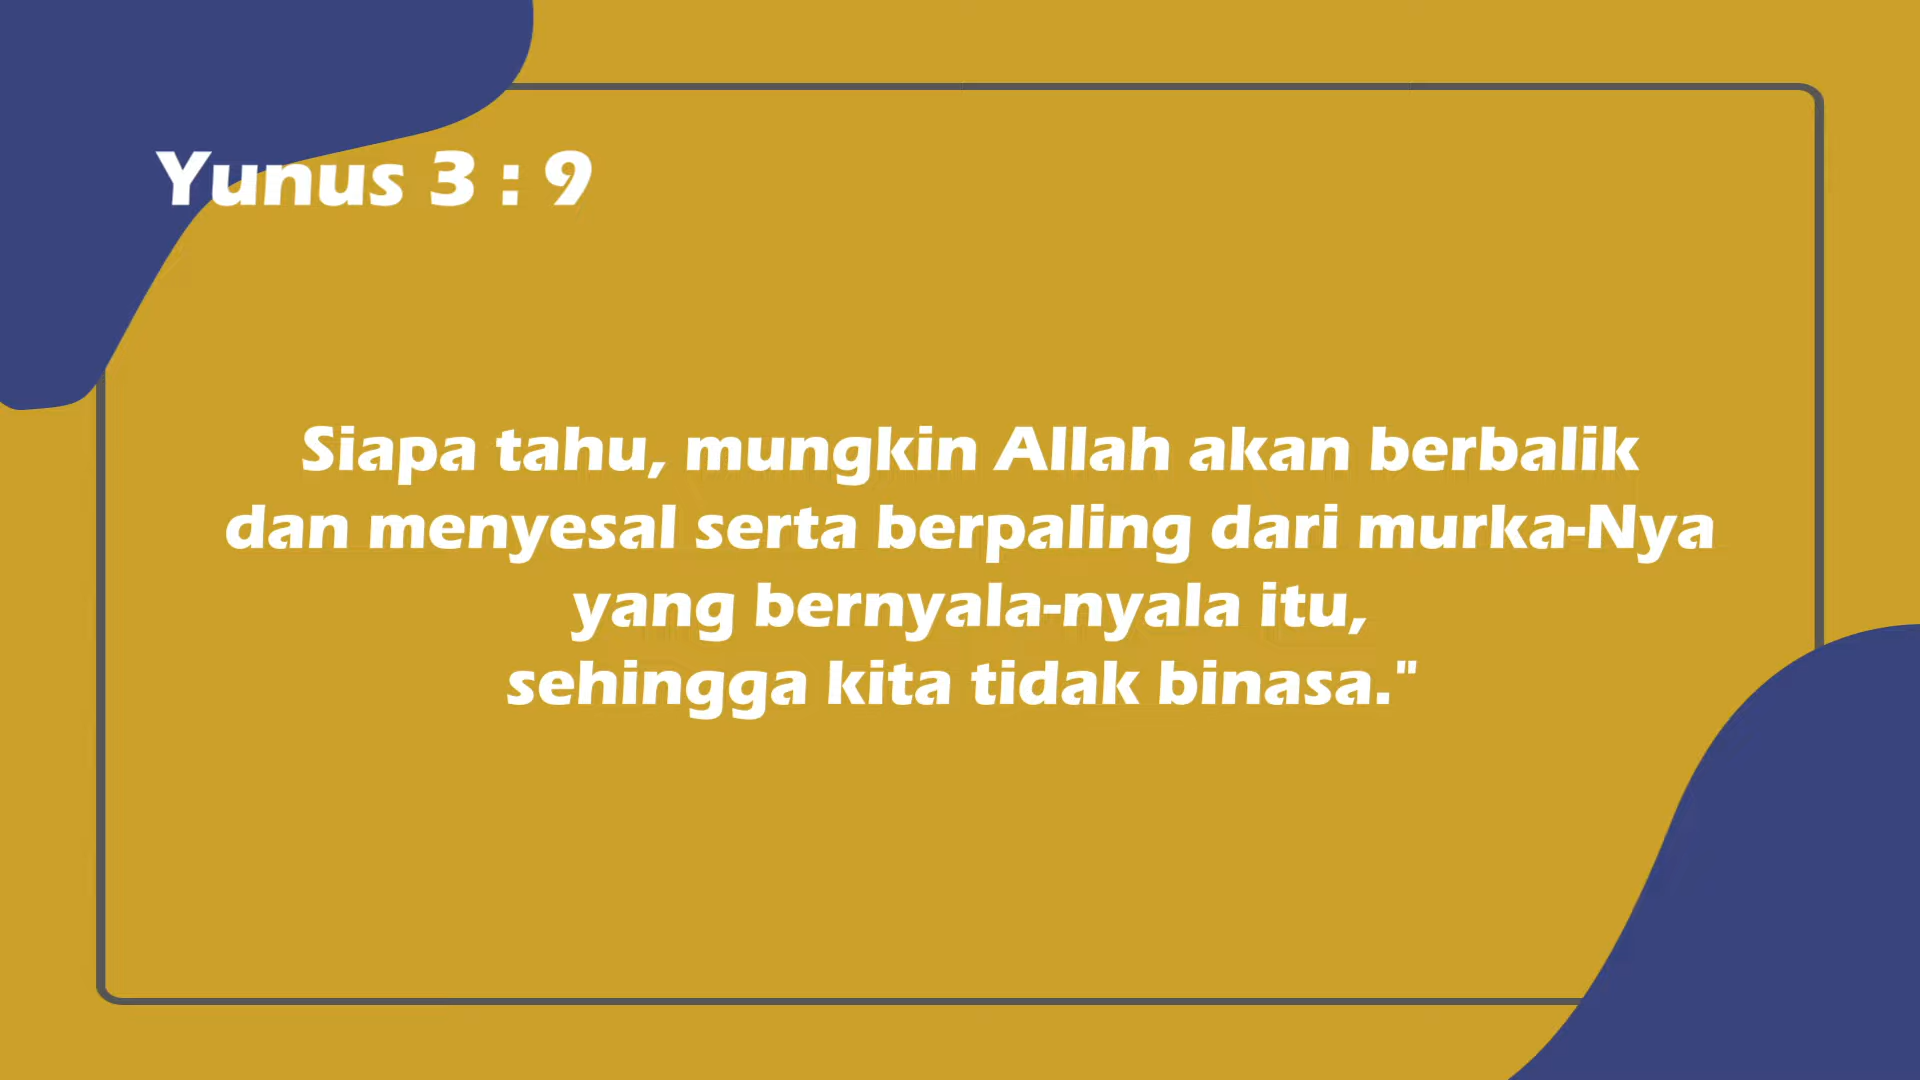 Yunus 3 : 9
Siapa tahu, mungkin Allah akan berbalik
dan menyesal serta berpaling dari murka-Nya
yang bernyala-nyala itu,
sehingga kita tidak binasa."